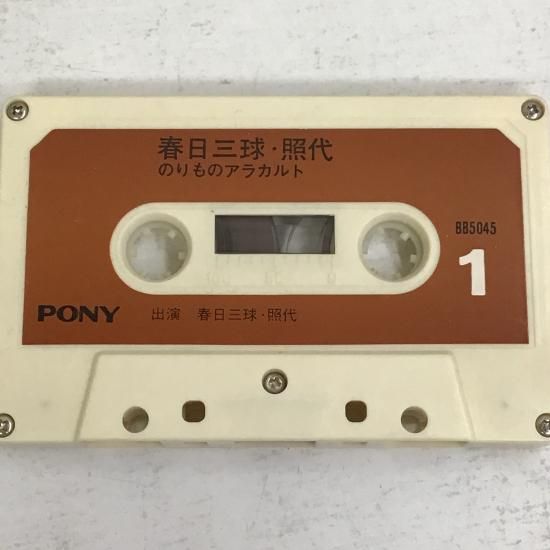 春日三球・照代
のりものアラカルト
BB5045
1
PONY
出演 春日三球・照代